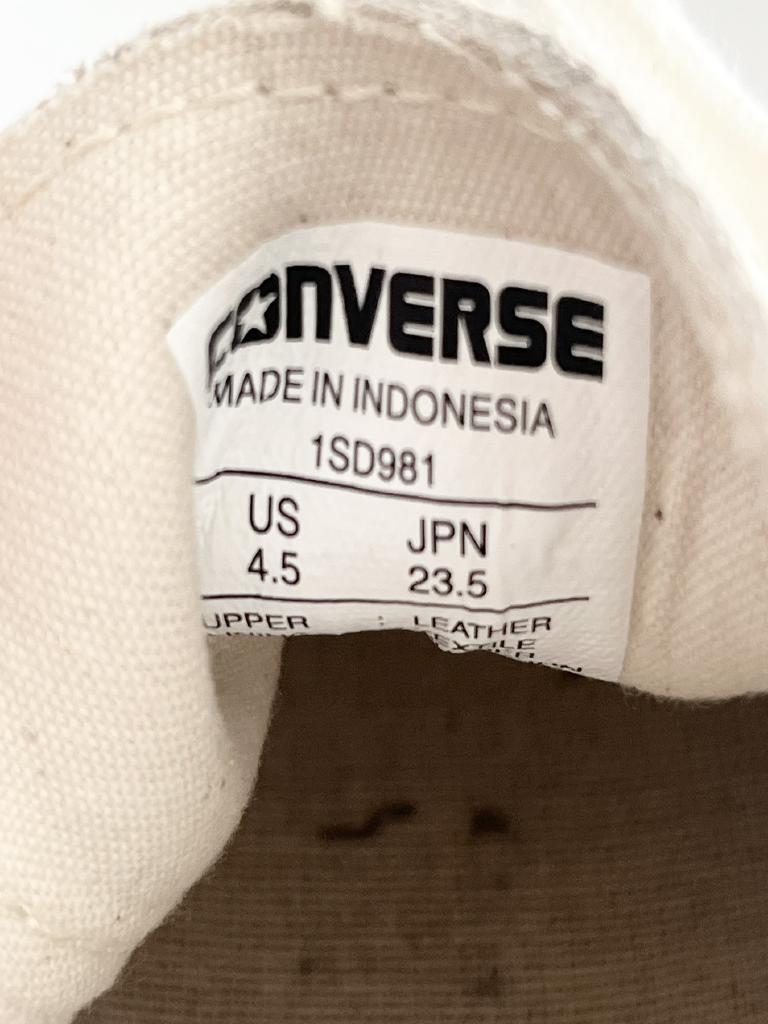 CONVERSE
MADE IN INDONESIA
1SD981
US JPN
4.5 23.5
UPPER : LEATHER